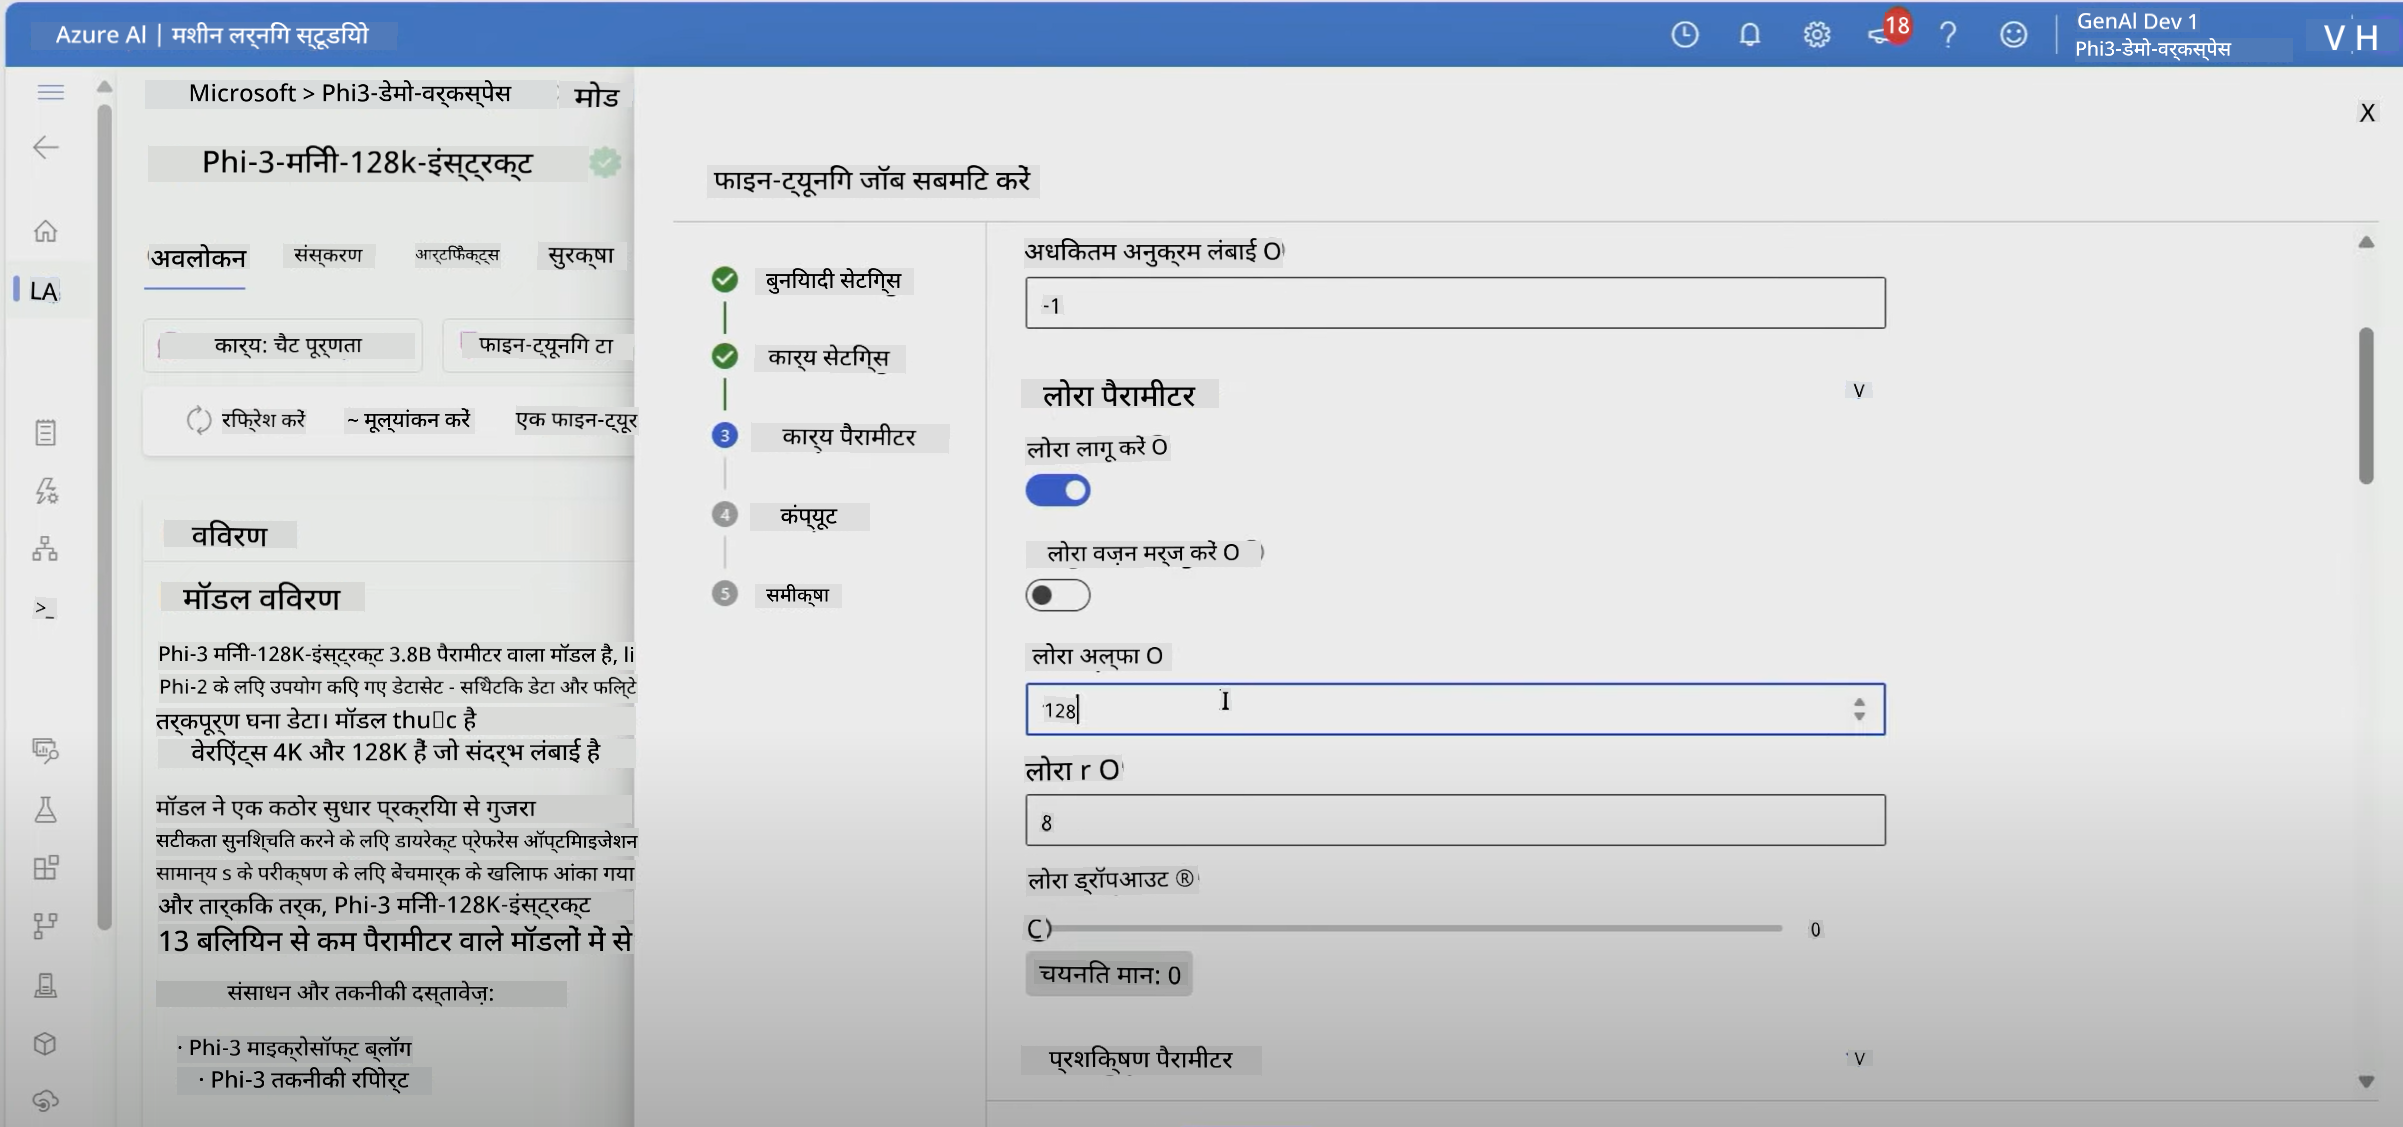 Azure AI | मशीन लर्निंग स्टूडियो
18
GenAI Dev 1
Phi3-डेमो-वर्कस्पेस
V H
Microsoft > Phi3-डेमो-वर्कस्पेस
मोड
X
Phi-3-मिनी-128k-इंस्ट्रक्ट
फाइन-ट्यूनिंग जॉब सबमिट करें
अवलोकन
संस्करण
आर्टिफैक्ट्स
सुरक्षा
LA
कार्य: चैट पूर्णता
फाइन-ट्यूनिंग टा
रिफ्रेश करें
~ मूल्यांकन करें
एक फाइन-ट्यूर
विवरण
मॉडल विवरण
Phi-3 मिनी-128K-इंस्ट्रक्ट 3.8B पैरामीटर वाला मॉडल है, li
Phi-2 के लिए उपयोग किए गए डेटासेट - सिंथेटिक डेटा और फिल्टे
तर्कपूर्ण घना डेटा। मॉडल thu▯c है
वेरिएंट्स 4K और 128K हैं जो संदर्भ लंबाई है
मॉडल ने एक कठोर सुधार प्रक्रिया से गुजरा
सटीकता सुनिश्चित करने के लिए डायरेक्ट प्रेफरेंस ऑप्टिमाइजेशन
सामान्य s के परीक्षण के लिए बेंचमार्क के खिलाफ आंका गया
और तार्किक तर्क, Phi-3 मिनी-128K-इंस्ट्रक्ट
13 बिलियन से कम पैरामीटर वाले मॉडलों में से
संसाधन और तकनीकी दस्तावेज़:
· Phi-3 माइक्रोसॉफ्ट ब्लॉग
· Phi-3 तकनीकी रिपोर्ट
>_
बुनियादी सेटिंग्स
कार्य सेटिंग्स
3 कार्य पैरामीटर
4 कंप्यूट
5 समीक्षा
अधिकतम अनुक्रम लंबाई O
-1
लोरा पैरामीटर
V
लोरा लागू करें O
लोरा वज़न मर्ज करें O
लोरा अल्फा O
128
लोरा r O
8
लोरा ड्रॉपआउट ®
C
0
चयनित मान: 0
प्रशिक्षण पैरामीटर
V